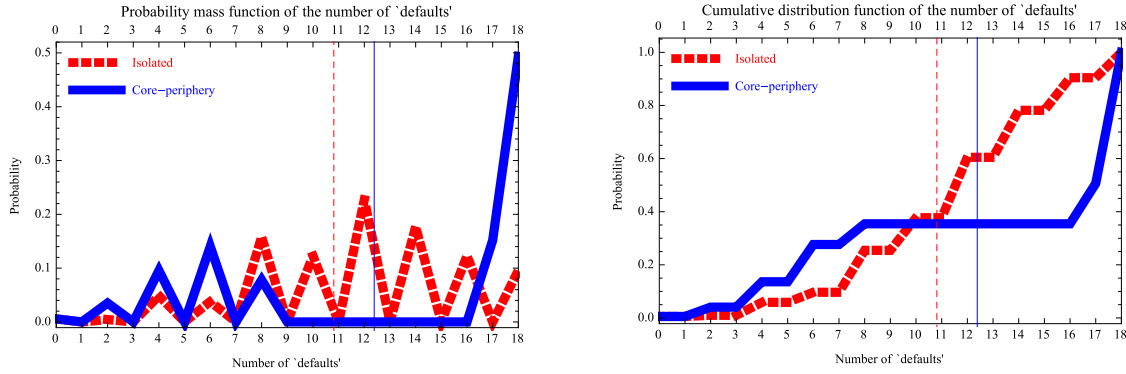 Probability mass function of the number of `defaults'
0 1 2 3 4 5 6 7 8 9 10 11 12 13 14 15 16 17 18
0.5
Isolated
Core−periphery
0.4
0.3
Probability
0.2
0.1
0.0
0 1 2 3 4 5 6 7 8 9 10 11 12 13 14 15 16 17 18
Number of `defaults'
Cumulative distribution function of the number of `defaults'
0 1 2 3 4 5 6 7 8 9 10 11 12 13 14 15 16 17 18
1.0
Isolated
Core−periphery
0.8
0.6
Probability
0.4
0.2
0.0
0 1 2 3 4 5 6 7 8 9 10 11 12 13 14 15 16 17 18
Number of `defaults'